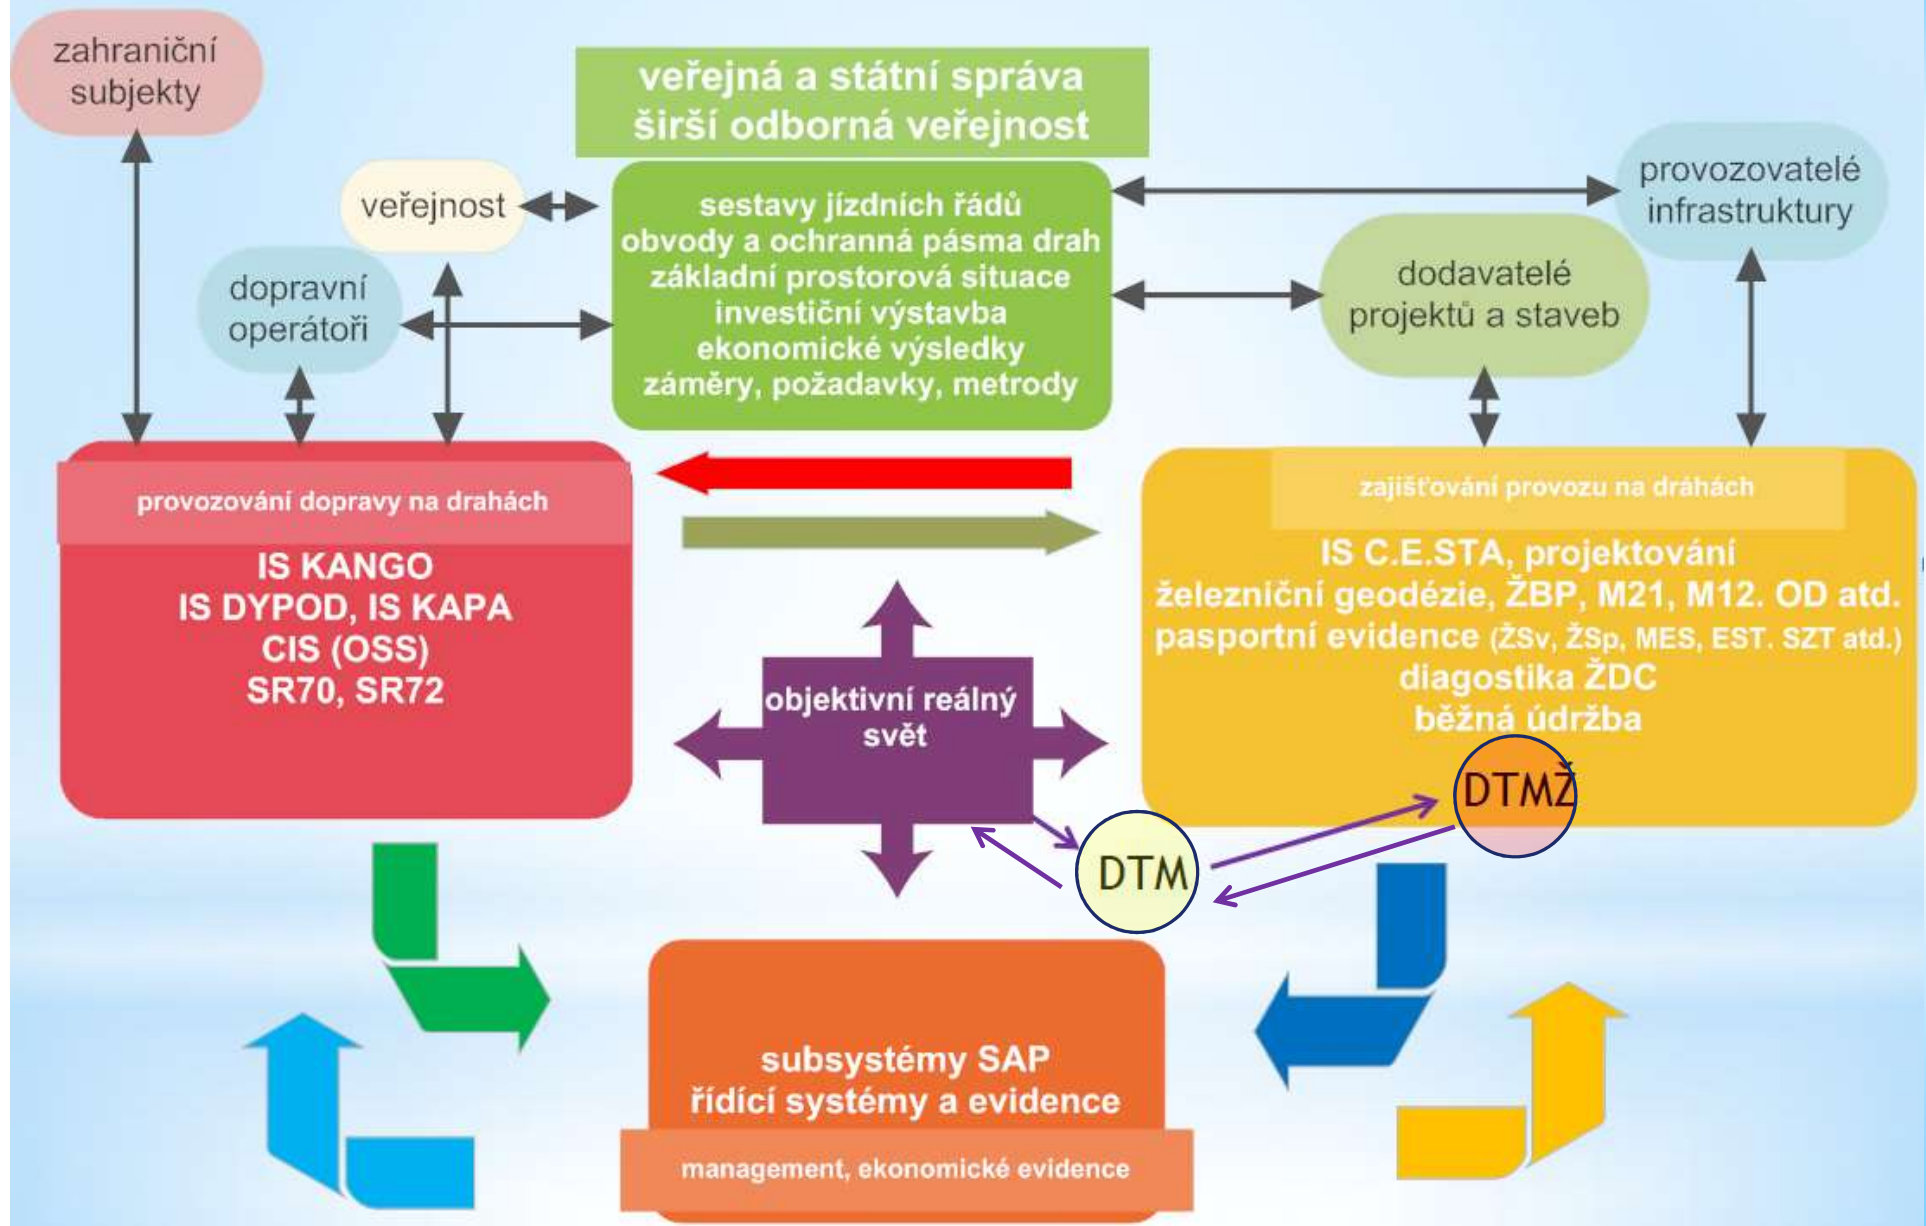 zahraniční
subjekty
veřejná a státní správa
širší odborná veřejnost
veřejnost
dopravní
operátoři
sestavy jízdních řádů
obvody a ochranná pásma drah
základní prostorová situace
investiční výstavba
ekonomické výsledky
záměry, požadavky, metrody
provozovatelé
infrastruktury
dodavatelé
projektů a staveb
provozování dopravy na drahách
IS KANGO
IS DYPOD, IS KAPA
CIS (OSS)
SR70, SR72
zajišťování provozu na dráhách
IS C.E.STA, projektování
železniční geodézie, ŽBP, M21, M12. OD atd.
pasportní evidence (ŽSv, ŽSp, MES, EST. SZT atd.)
diagostika ŽDC
běžná údržba
DTMŽ
objektivní reálný
svět
DTM
subsystémy SAP
řídící systémy a evidence
management, ekonomické evidence